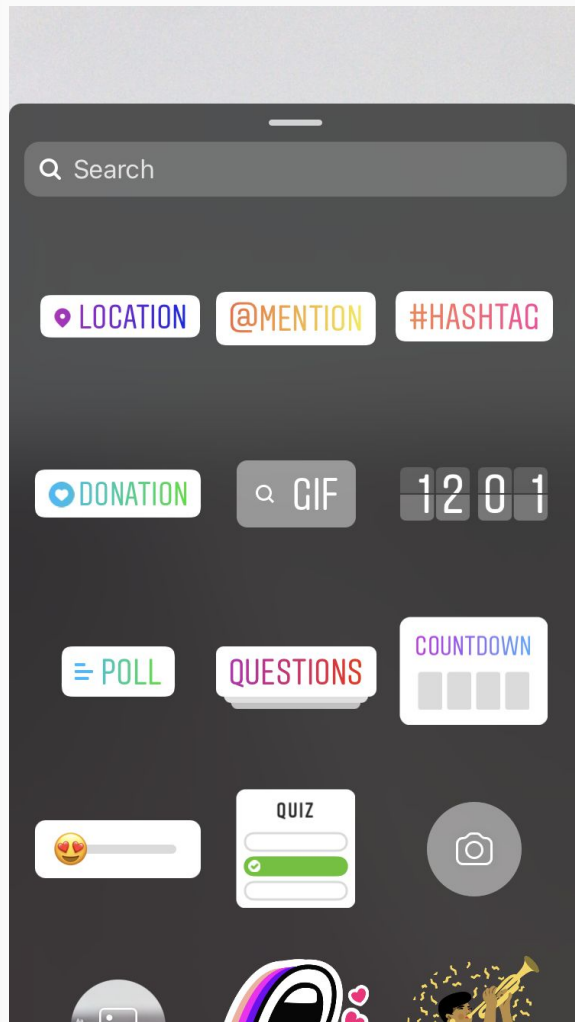 Search
LOCATION
@MENTION
#HASHTAG
DONATION
GIF
12 01
POLL
QUESTIONS
COUNTDOWN
QUIZ